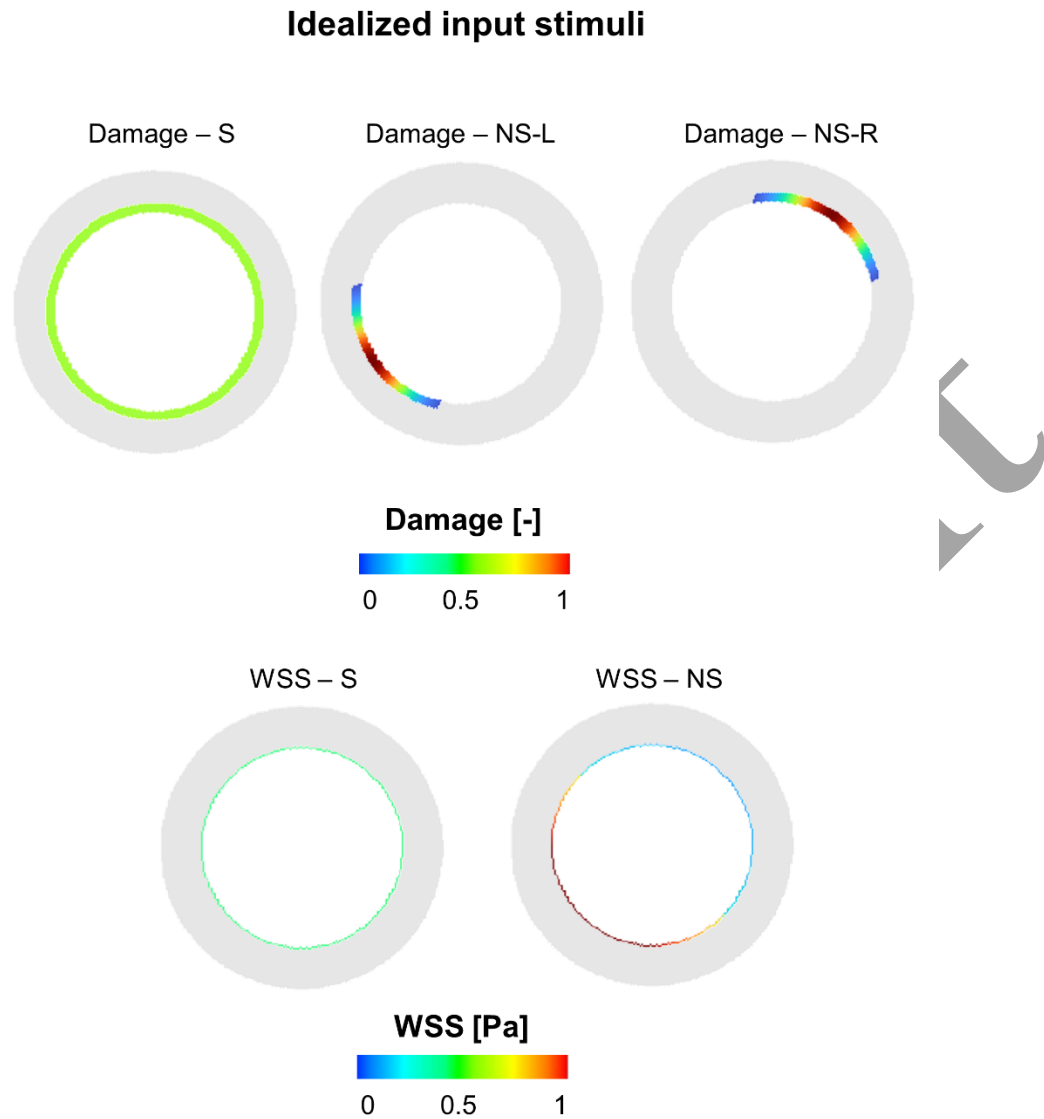 Idealized input stimuli
Damage – S
Damage – NS-L
Damage – NS-R
Damage [-]
0 0.5 1
WSS – S
WSS – NS
WSS [Pa]
0 0.5 1